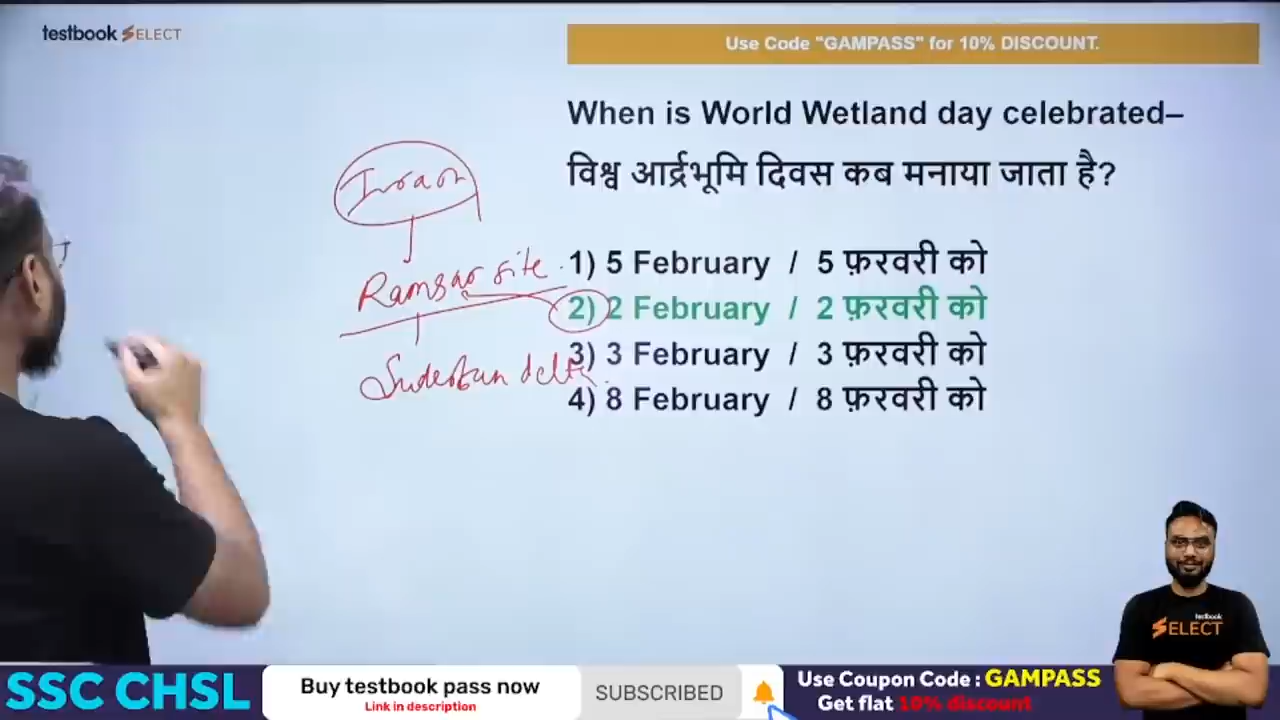 testbook SELECT
Use Code "GAMPASS" for 10% DISCOUNT.
When is World Wetland day celebrated–
विश्व आर्द्रभूमि दिवस कब मनाया जाता है?
Ramsar site
1) 5 February / 5 फ़रवरी को
2) 2 February / 2 फ़रवरी को
3) 3 February / 3 फ़रवरी को
4) 8 February / 8 फ़रवरी को
testbook
SELECT
SSC CHSL
Buy testbook pass now
Link in description
SUBSCRIBED
Use Coupon Code : GAMPASS
Get flat 10% discount